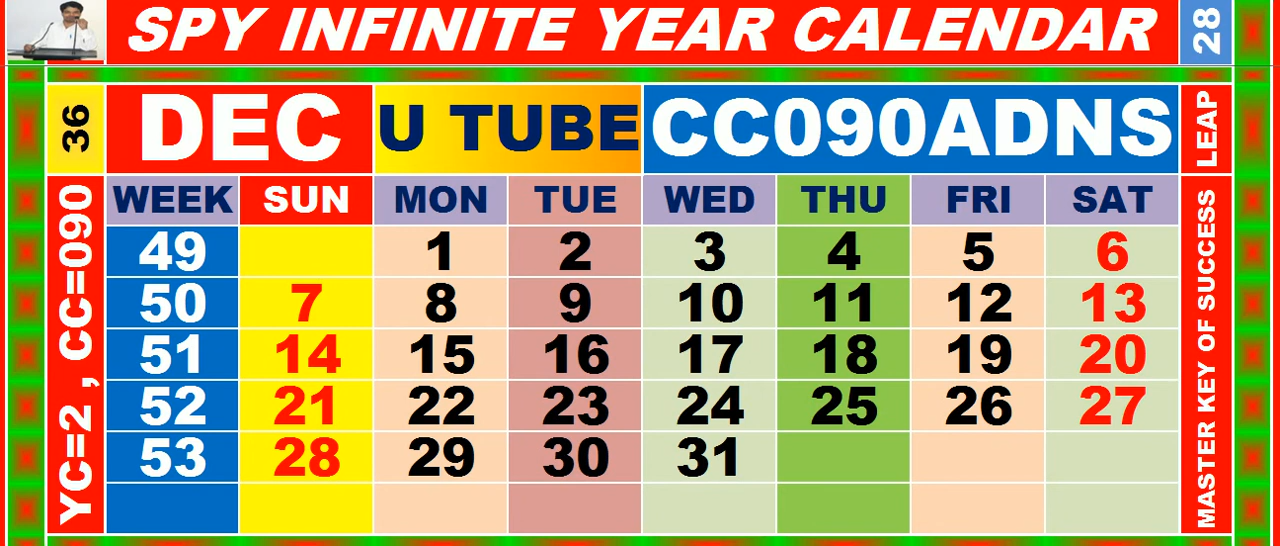 SPY INFINITE YEAR CALENDAR 28
36 DEC U TUBE CC090ADNS LEAP
YC=2 , CC=090
WEEK SUN MON TUE WED THU FRI SAT
49 1 2 3 4 5 6
50 7 8 9 10 11 12 13
51 14 15 16 17 18 19 20
52 21 22 23 24 25 26 27
53 28 29 30 31
MASTER KEY OF SUCCESS